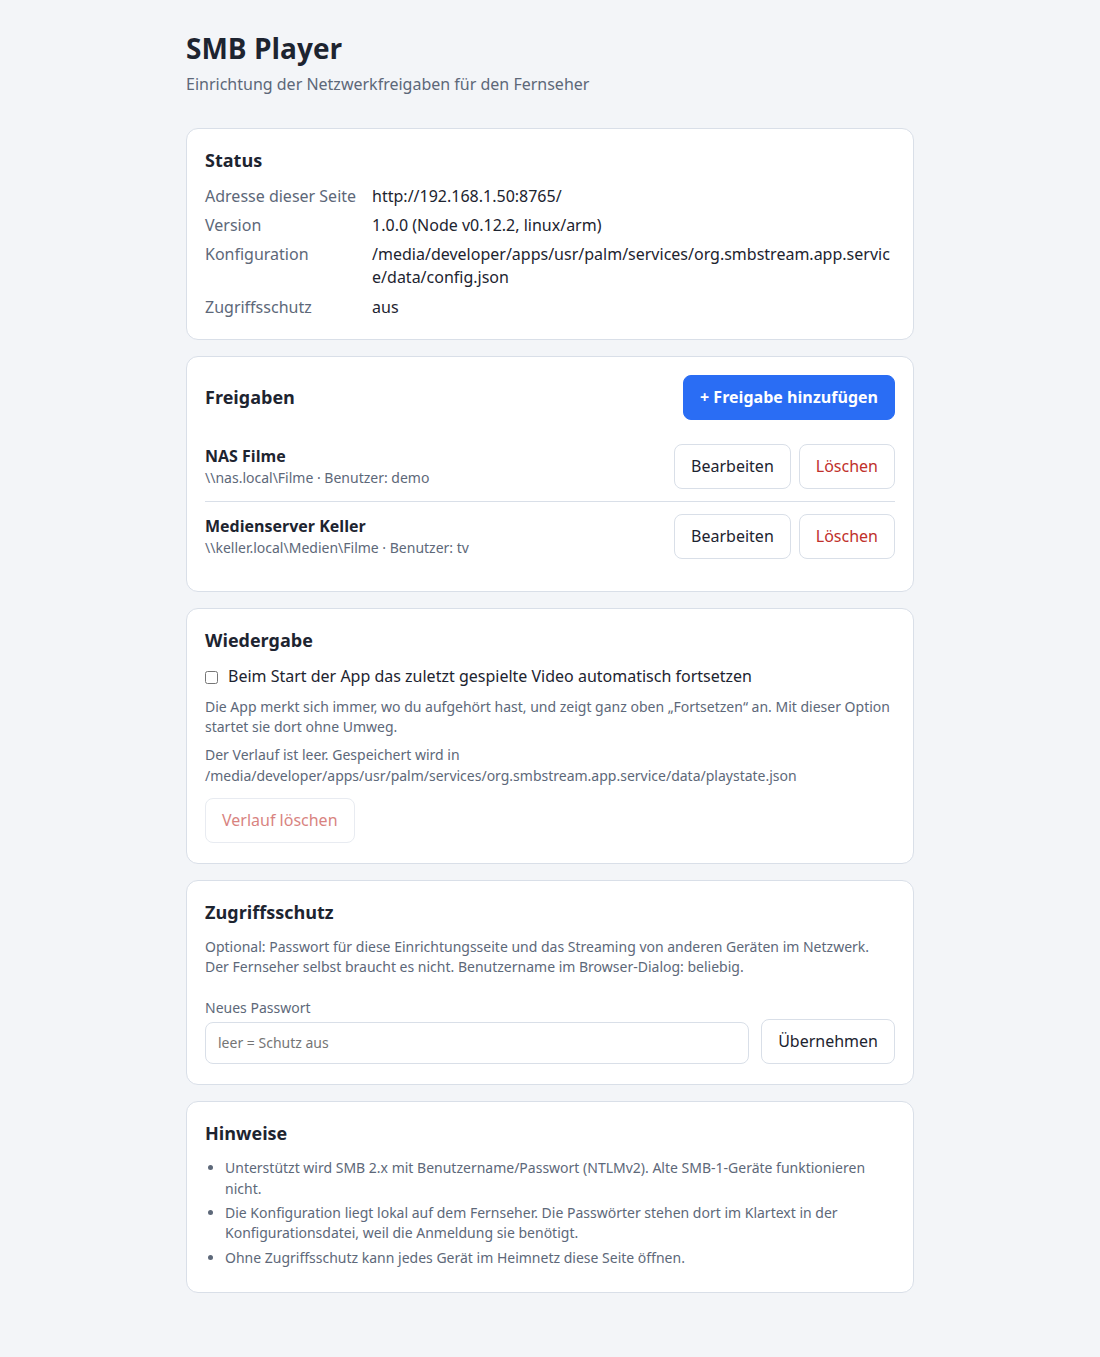 SMB Player
Einrichtung der Netzwerkfreigaben für den Fernseher
Status
Adresse dieser Seite http://192.168.1.50:8765/
Version 1.0.0 (Node v0.12.2, linux/arm)
Konfiguration /media/developer/apps/usr/palm/services/org.smbstream.app.servic
e/data/config.json
Zugriffsschutz aus
Freigaben + Freigabe hinzufügen
NAS Filme
\\nas.local\Filme · Benutzer: demo
Bearbeiten Löschen
Medienserver Keller
\\keller.local\Medien\Filme · Benutzer: tv
Bearbeiten Löschen
Wiedergabe
Beim Start der App das zuletzt gespielte Video automatisch fortsetzen
Die App merkt sich immer, wo du aufgehört hast, und zeigt ganz oben „Fortsetzen“ an. Mit dieser Option
startet sie dort ohne Umweg.
Der Verlauf ist leer. Gespeichert wird in
/media/developer/apps/usr/palm/services/org.smbstream.app.service/data/playstate.json
Verlauf löschen
Zugriffsschutz
Optional: Passwort für diese Einrichtungsseite und das Streaming von anderen Geräten im Netzwerk.
Der Fernseher selbst braucht es nicht. Benutzername im Browser-Dialog: beliebig.
Neues Passwort
leer = Schutz aus
Übernehmen
Hinweise
• Unterstützt wird SMB 2.x mit Benutzername/Passwort (NTLMv2). Alte SMB-1-Geräte funktionieren
nicht.
• Die Konfiguration liegt lokal auf dem Fernseher. Die Passwörter stehen dort im Klartext in der
Konfigurationsdatei, weil die Anmeldung sie benötigt.
• Ohne Zugriffsschutz kann jedes Gerät im Heimnetz diese Seite öffnen.